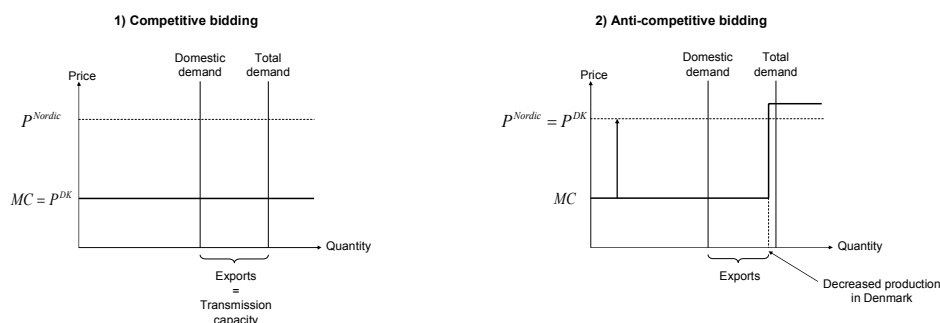 1) Competitive bidding
Domestic
demand
Total
demand
Price
P^Nordic
MC = P^DK
Quantity
Exports
=
Transmission
capacity
2) Anti-competitive bidding
Domestic
demand
Total
demand
Price
P^Nordic = P^DK
MC
Quantity
Exports
Decreased production
in Denmark